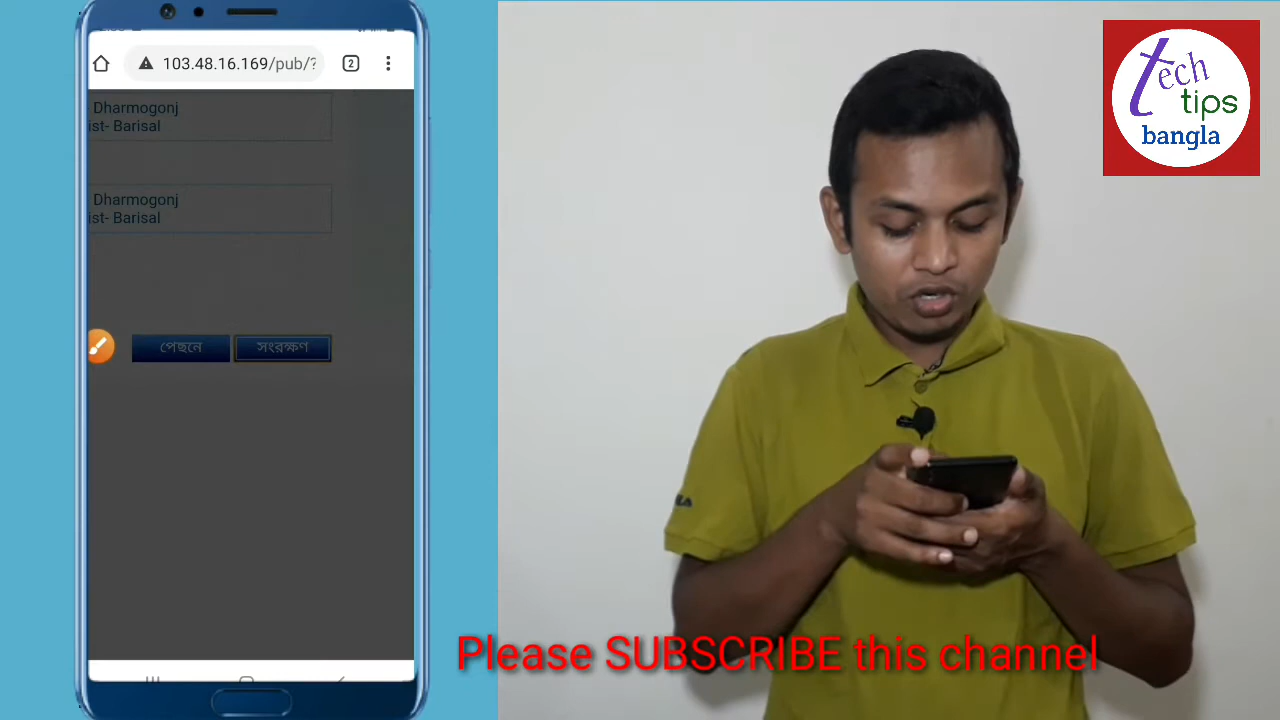 103.48.16.169/pub/?
2
Dharmogonj
ist- Barisal
Dharmogonj
ist- Barisal
পেছনে
সংরক্ষণ
tech
tips
bangla
Please SUBSCRIBE this channel